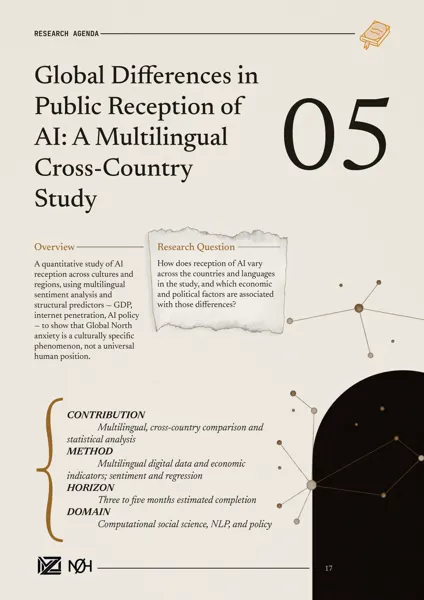 RESEARCH AGENDA
Global Differences in
Public Reception of
AI: A Multilingual
Cross-Country
Study
05
Overview
A quantitative study of AI
reception across cultures and
regions, using multilingual
sentiment analysis and
structural predictors — GDP,
internet penetration, AI policy
— to show that Global North
anxiety is a culturally specific
phenomenon, not a universal
human position.
Research Question
How does reception of AI vary
across the countries and languages
in the study, and which economic
and political factors are associated
with those differences?
CONTRIBUTION
Multilingual, cross-country comparison and
statistical analysis
METHOD
Multilingual digital data and economic
indicators; sentiment and regression
HORIZON
Three to five months estimated completion
DOMAIN
Computational social science, NLP, and policy
NØH
17